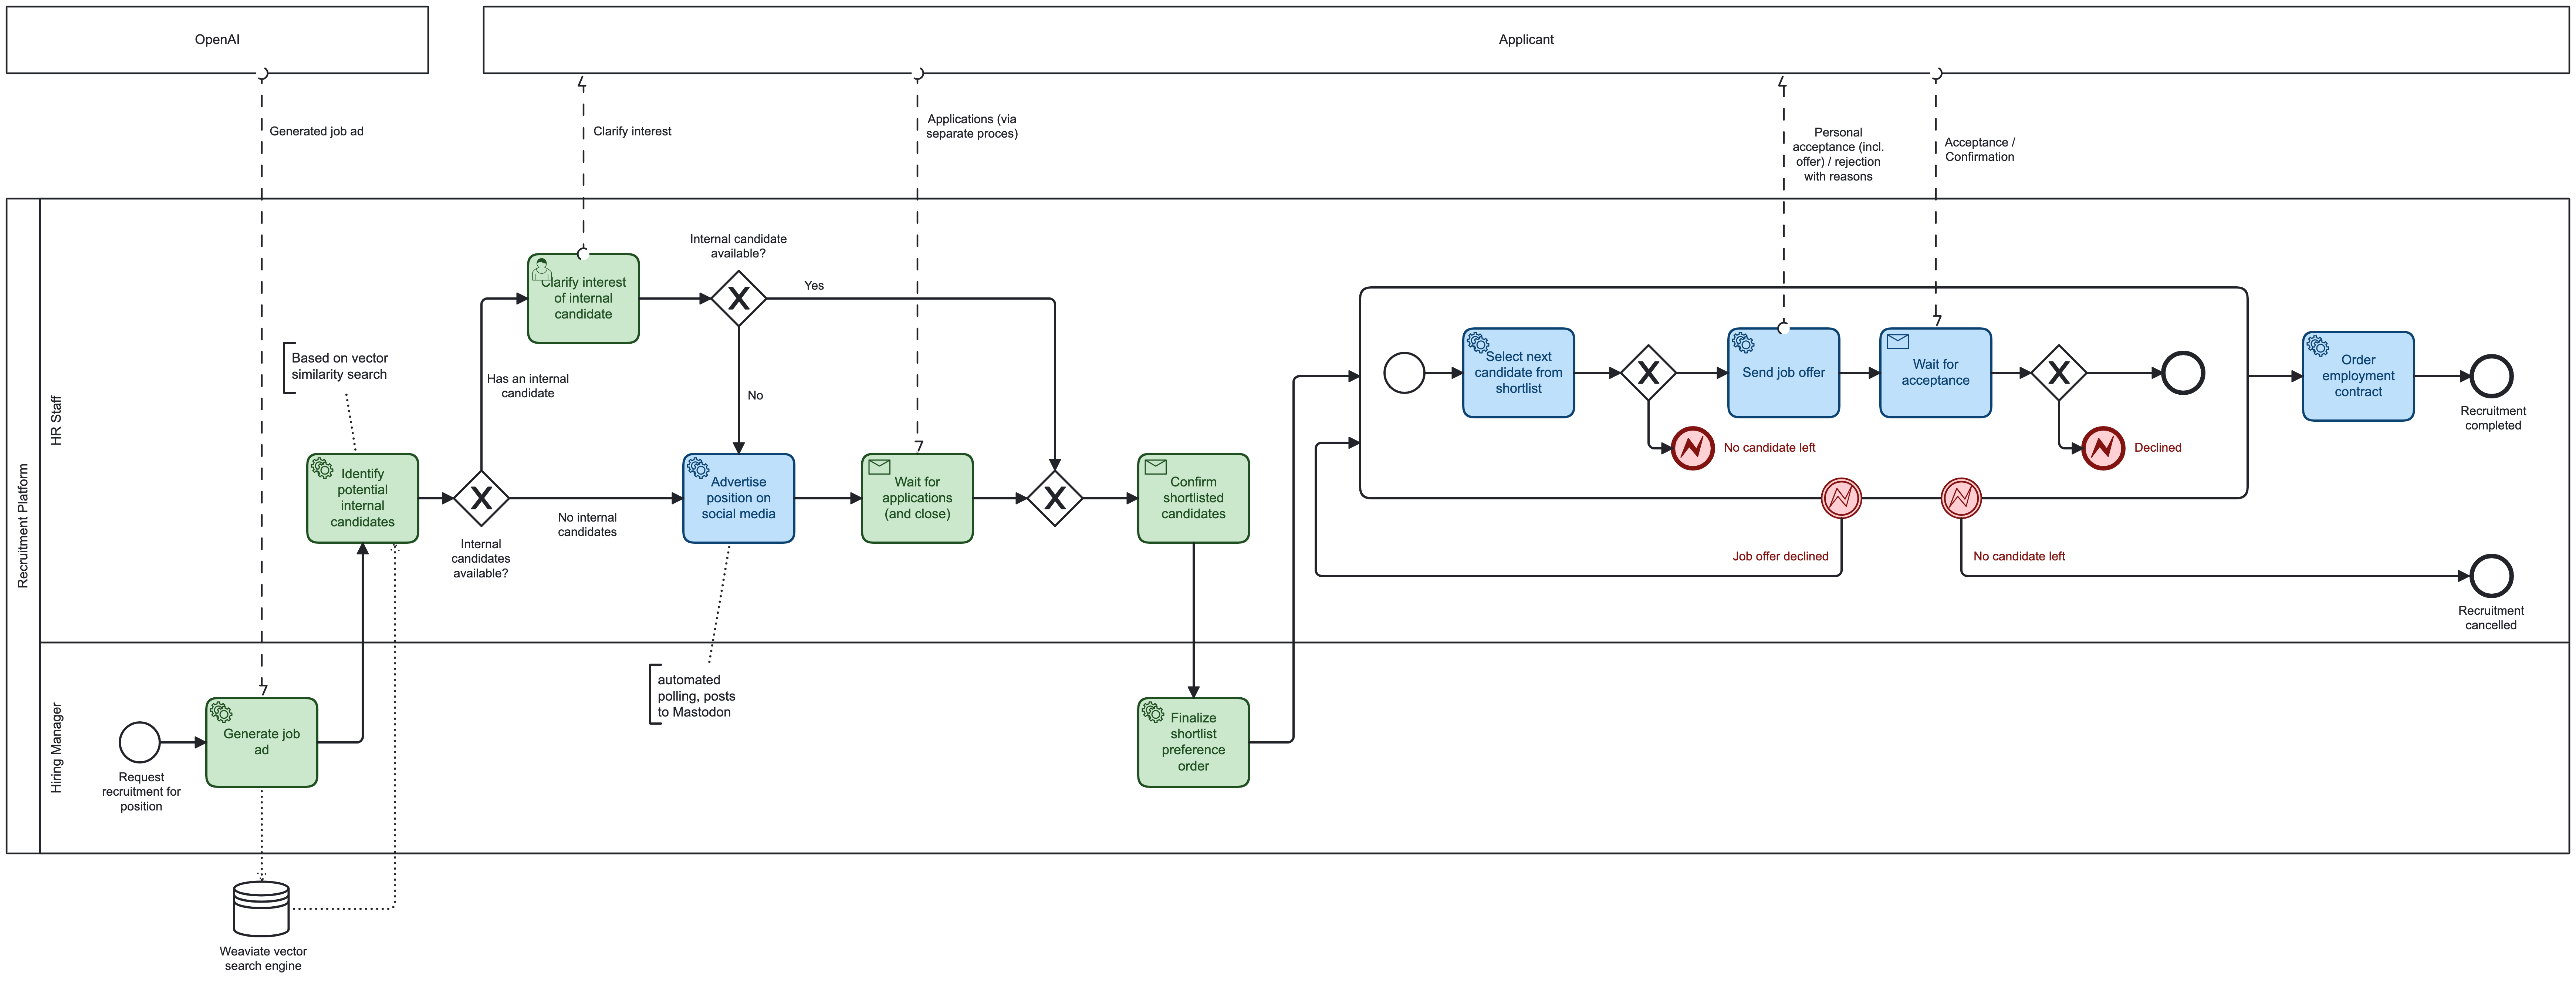 OpenAI
Applicant
Generated job ad
Clarify interest
Applications (via
separate proces)
Personal
acceptance (incl.
offer) / rejection
with reasons
Acceptance /
Confirmation
Recruitment Platform
HR Staff
Hiring Manager
Based on vector
similarity search
Identify
potential
internal
candidates
Internal
candidates
available?
Has an internal
candidate
No internal
candidates
Clarify interest
of internal
candidate
Internal candidate
available?
Yes
No
Advertise
position on
social media
automated
polling, posts
to Mastodon
Wait for
applications
(and close)
Confirm
shortlisted
candidates
Select next
candidate from
shortlist
No candidate left
Send job offer
Wait for
acceptance
Declined
Job offer declined
No candidate left
Order
employment
contract
Recruitment
completed
Recruitment
cancelled
Request
recruitment for
position
Generate job
ad
Finalize
shortlist
preference
order
Weaviate vector
search engine